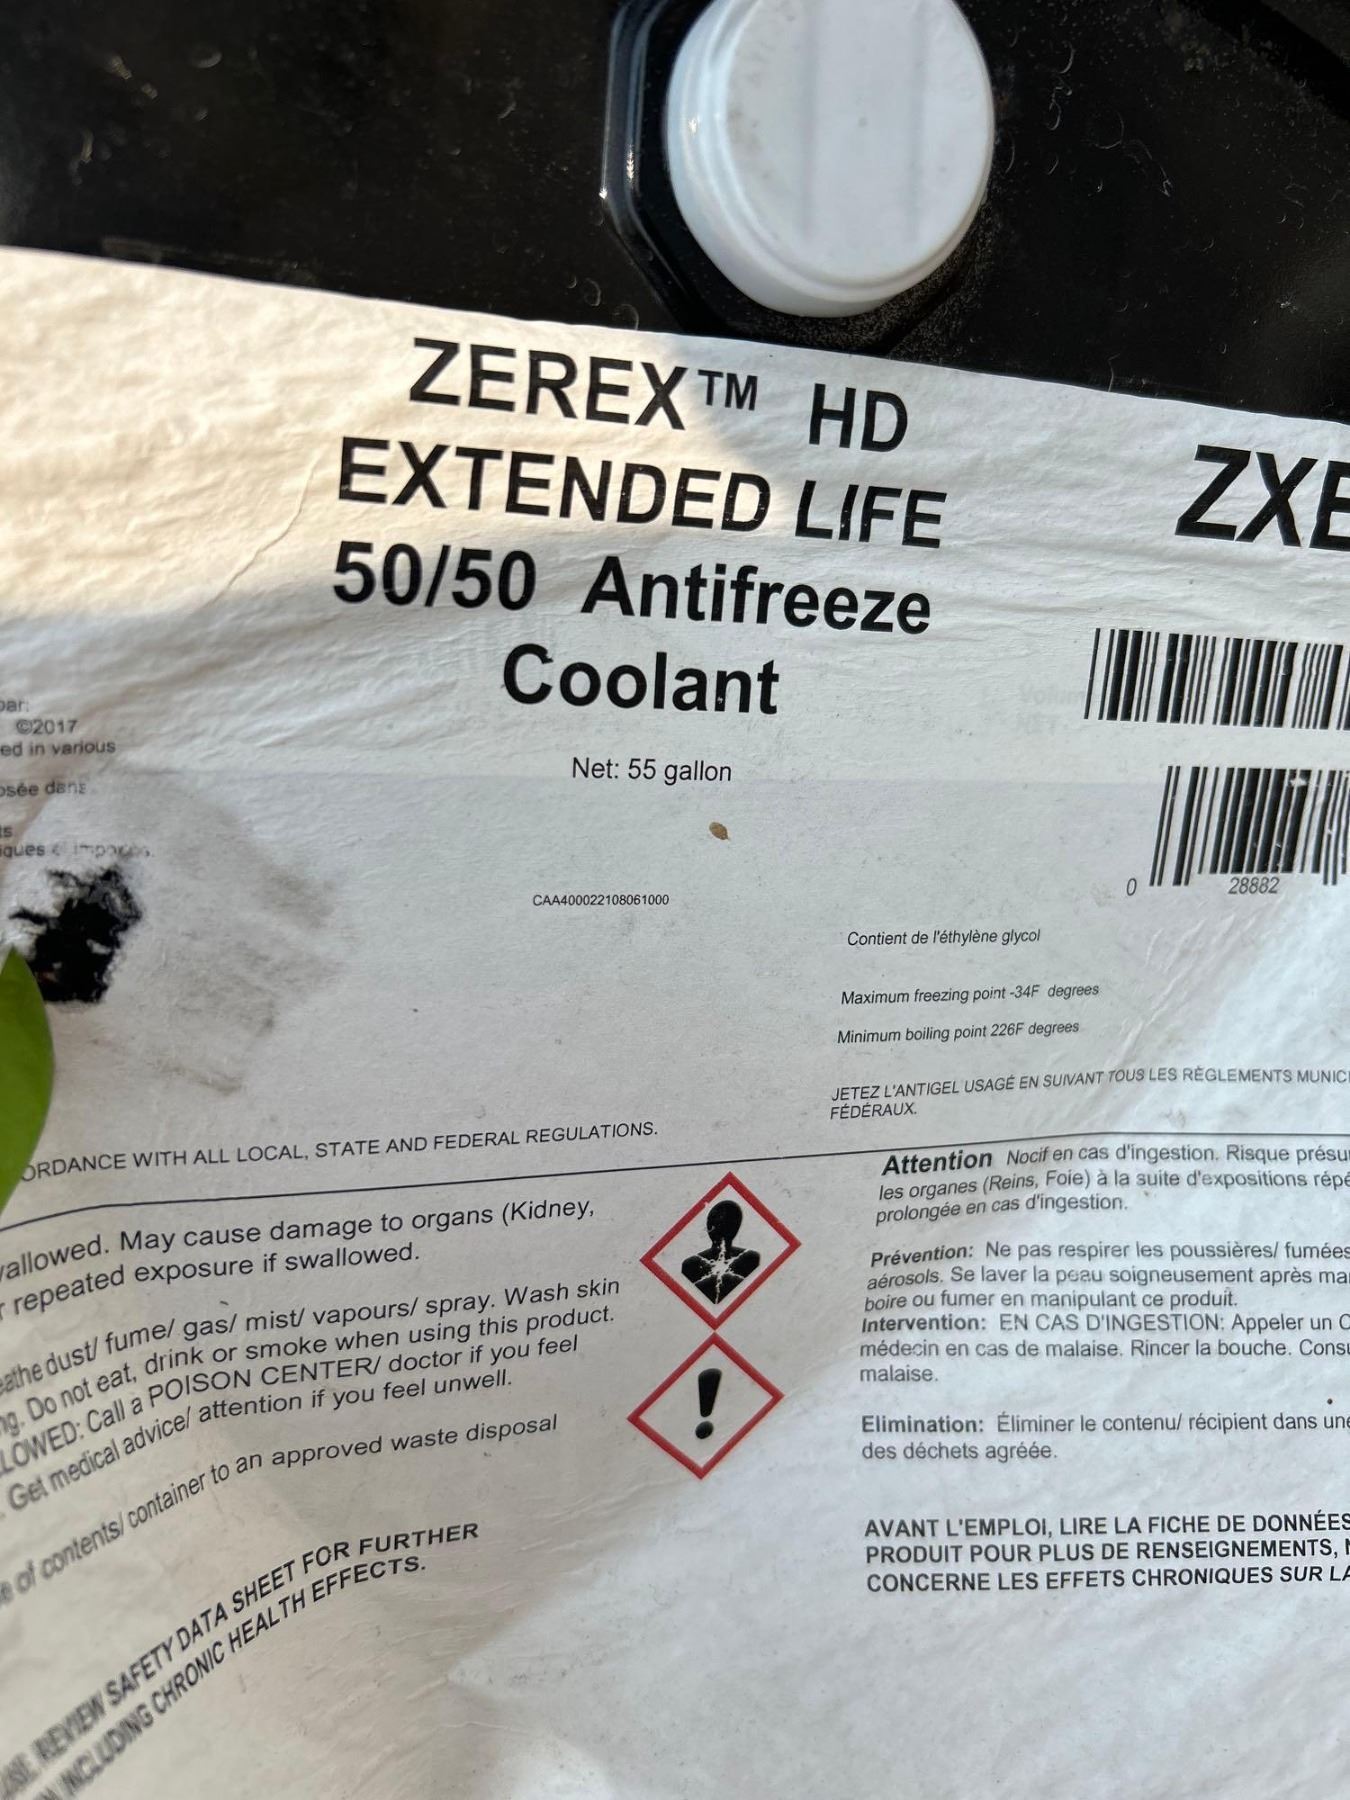 ZEREX™ HD
EXTENDED LIFE
50/50 Antifreeze
Coolant
ZXE
Net: 55 gallon
©2017
ed in various
osée dans
0 28882
CAA400022108061000
Contient de l'éthylène glycol
Maximum freezing point -34F degrees
Minimum boiling point 226F degrees
JETEZ L'ANTIGEL USAGÉ EN SUIVANT TOUS LES RÈGLEMENTS MUNICI
FÉDÉRAUX.
ORDANCE WITH ALL LOCAL, STATE AND FEDERAL REGULATIONS.
vallowed. May cause damage to organs (Kidney,
r repeated exposure if swallowed.
eathe dust/ fume/ gas/ mist/ vapours/ spray. Wash skin
ng. Do not eat, drink or smoke when using this product.
LLOWED: Call a POISON CENTER/ doctor if you feel
. Get medical advice/ attention if you feel unwell.
e of contents/ container to an approved waste disposal
SE REVIEW SAFETY DATA SHEET FOR FURTHER
N INCLUDING CHRONIC HEALTH EFFECTS.
Attention Nocif en cas d'ingestion. Risque présu
les organes (Reins, Foie) à la suite d'expositions répé
prolongée en cas d'ingestion.
Prévention: Ne pas respirer les poussières/ fumées
aérosols. Se laver la peau soigneusement après ma
boire ou fumer en manipulant ce produit.
Intervention: EN CAS D'INGESTION: Appeler un C
médecin en cas de malaise. Rincer la bouche. Consu
malaise.
Elimination: Éliminer le contenu/ récipient dans une
des déchets agréée.
AVANT L'EMPLOI, LIRE LA FICHE DE DONNÉES
PRODUIT POUR PLUS DE RENSEIGNEMENTS,
CONCERNE LES EFFETS CHRONIQUES SUR LA